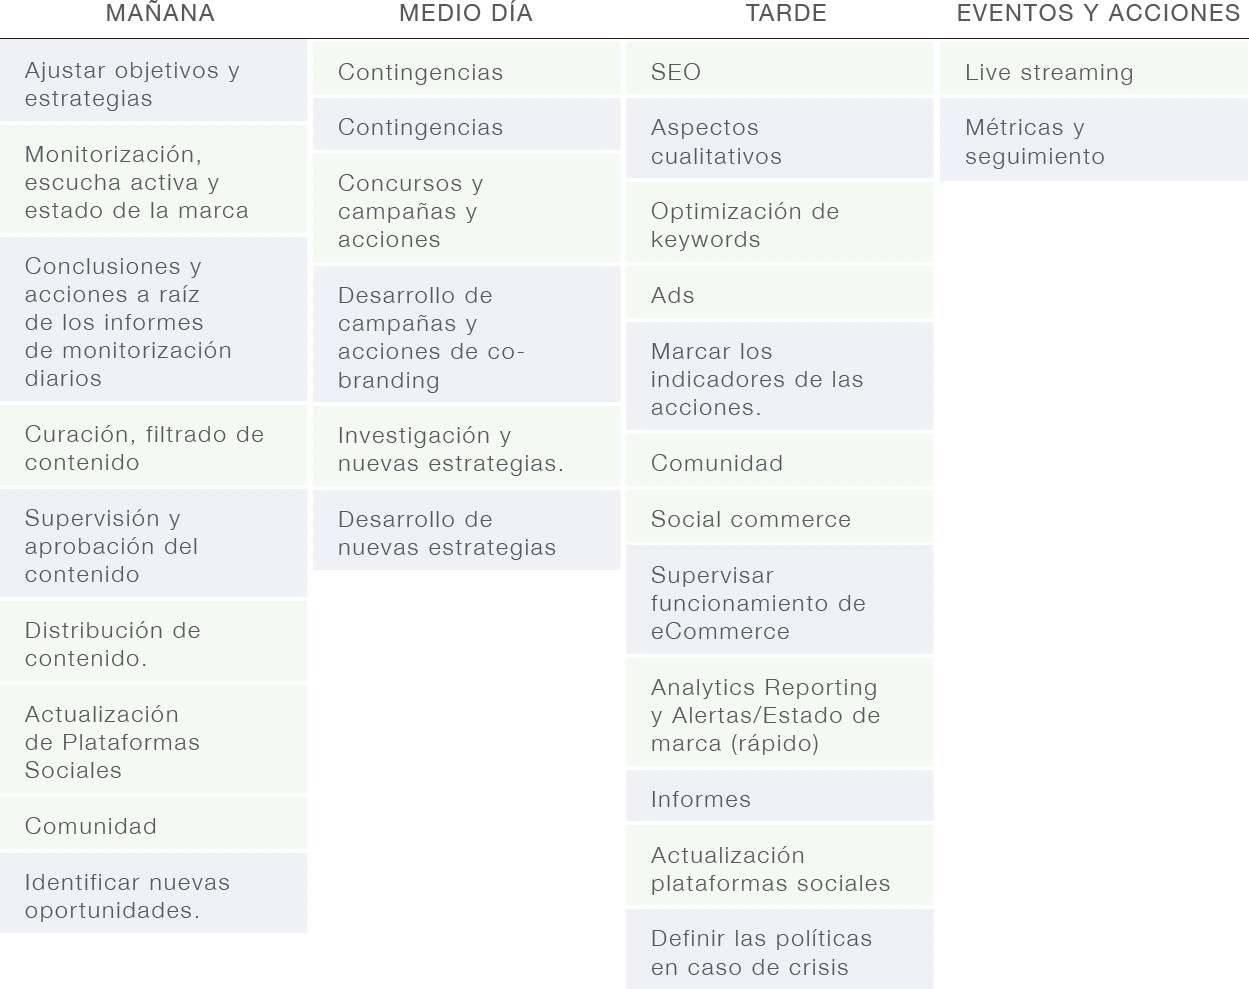 MAÑANA
Ajustar objetivos y
estrategias
Monitorización,
escucha activa y
estado de la marca
Conclusiones y
acciones a raíz
de los informes
de monitorización
diarios
Curación, filtrado de
contenido
Supervisión y
aprobación del
contenido
Distribución de
contenido.
Actualización
de Plataformas
Sociales
Comunidad
Identificar nuevas
oportunidades.
MEDIO DÍA
Contingencias
Contingencias
Concursos y
campañas y
acciones
Desarrollo de
campañas y
acciones de co-
branding
Investigación y
nuevas estrategias.
Desarrollo de
nuevas estrategias
TARDE
SEO
Aspectos
cualitativos
Optimización de
keywords
Ads
Marcar los
indicadores de las
acciones.
Comunidad
Social commerce
Supervisar
funcionamiento de
eCommerce
Analytics Reporting
y Alertas/Estado de
marca (rápido)
Informes
Actualización
plataformas sociales
Definir las políticas
en caso de crisis
EVENTOS Y ACCIONES
Live streaming
Métricas y
seguimiento